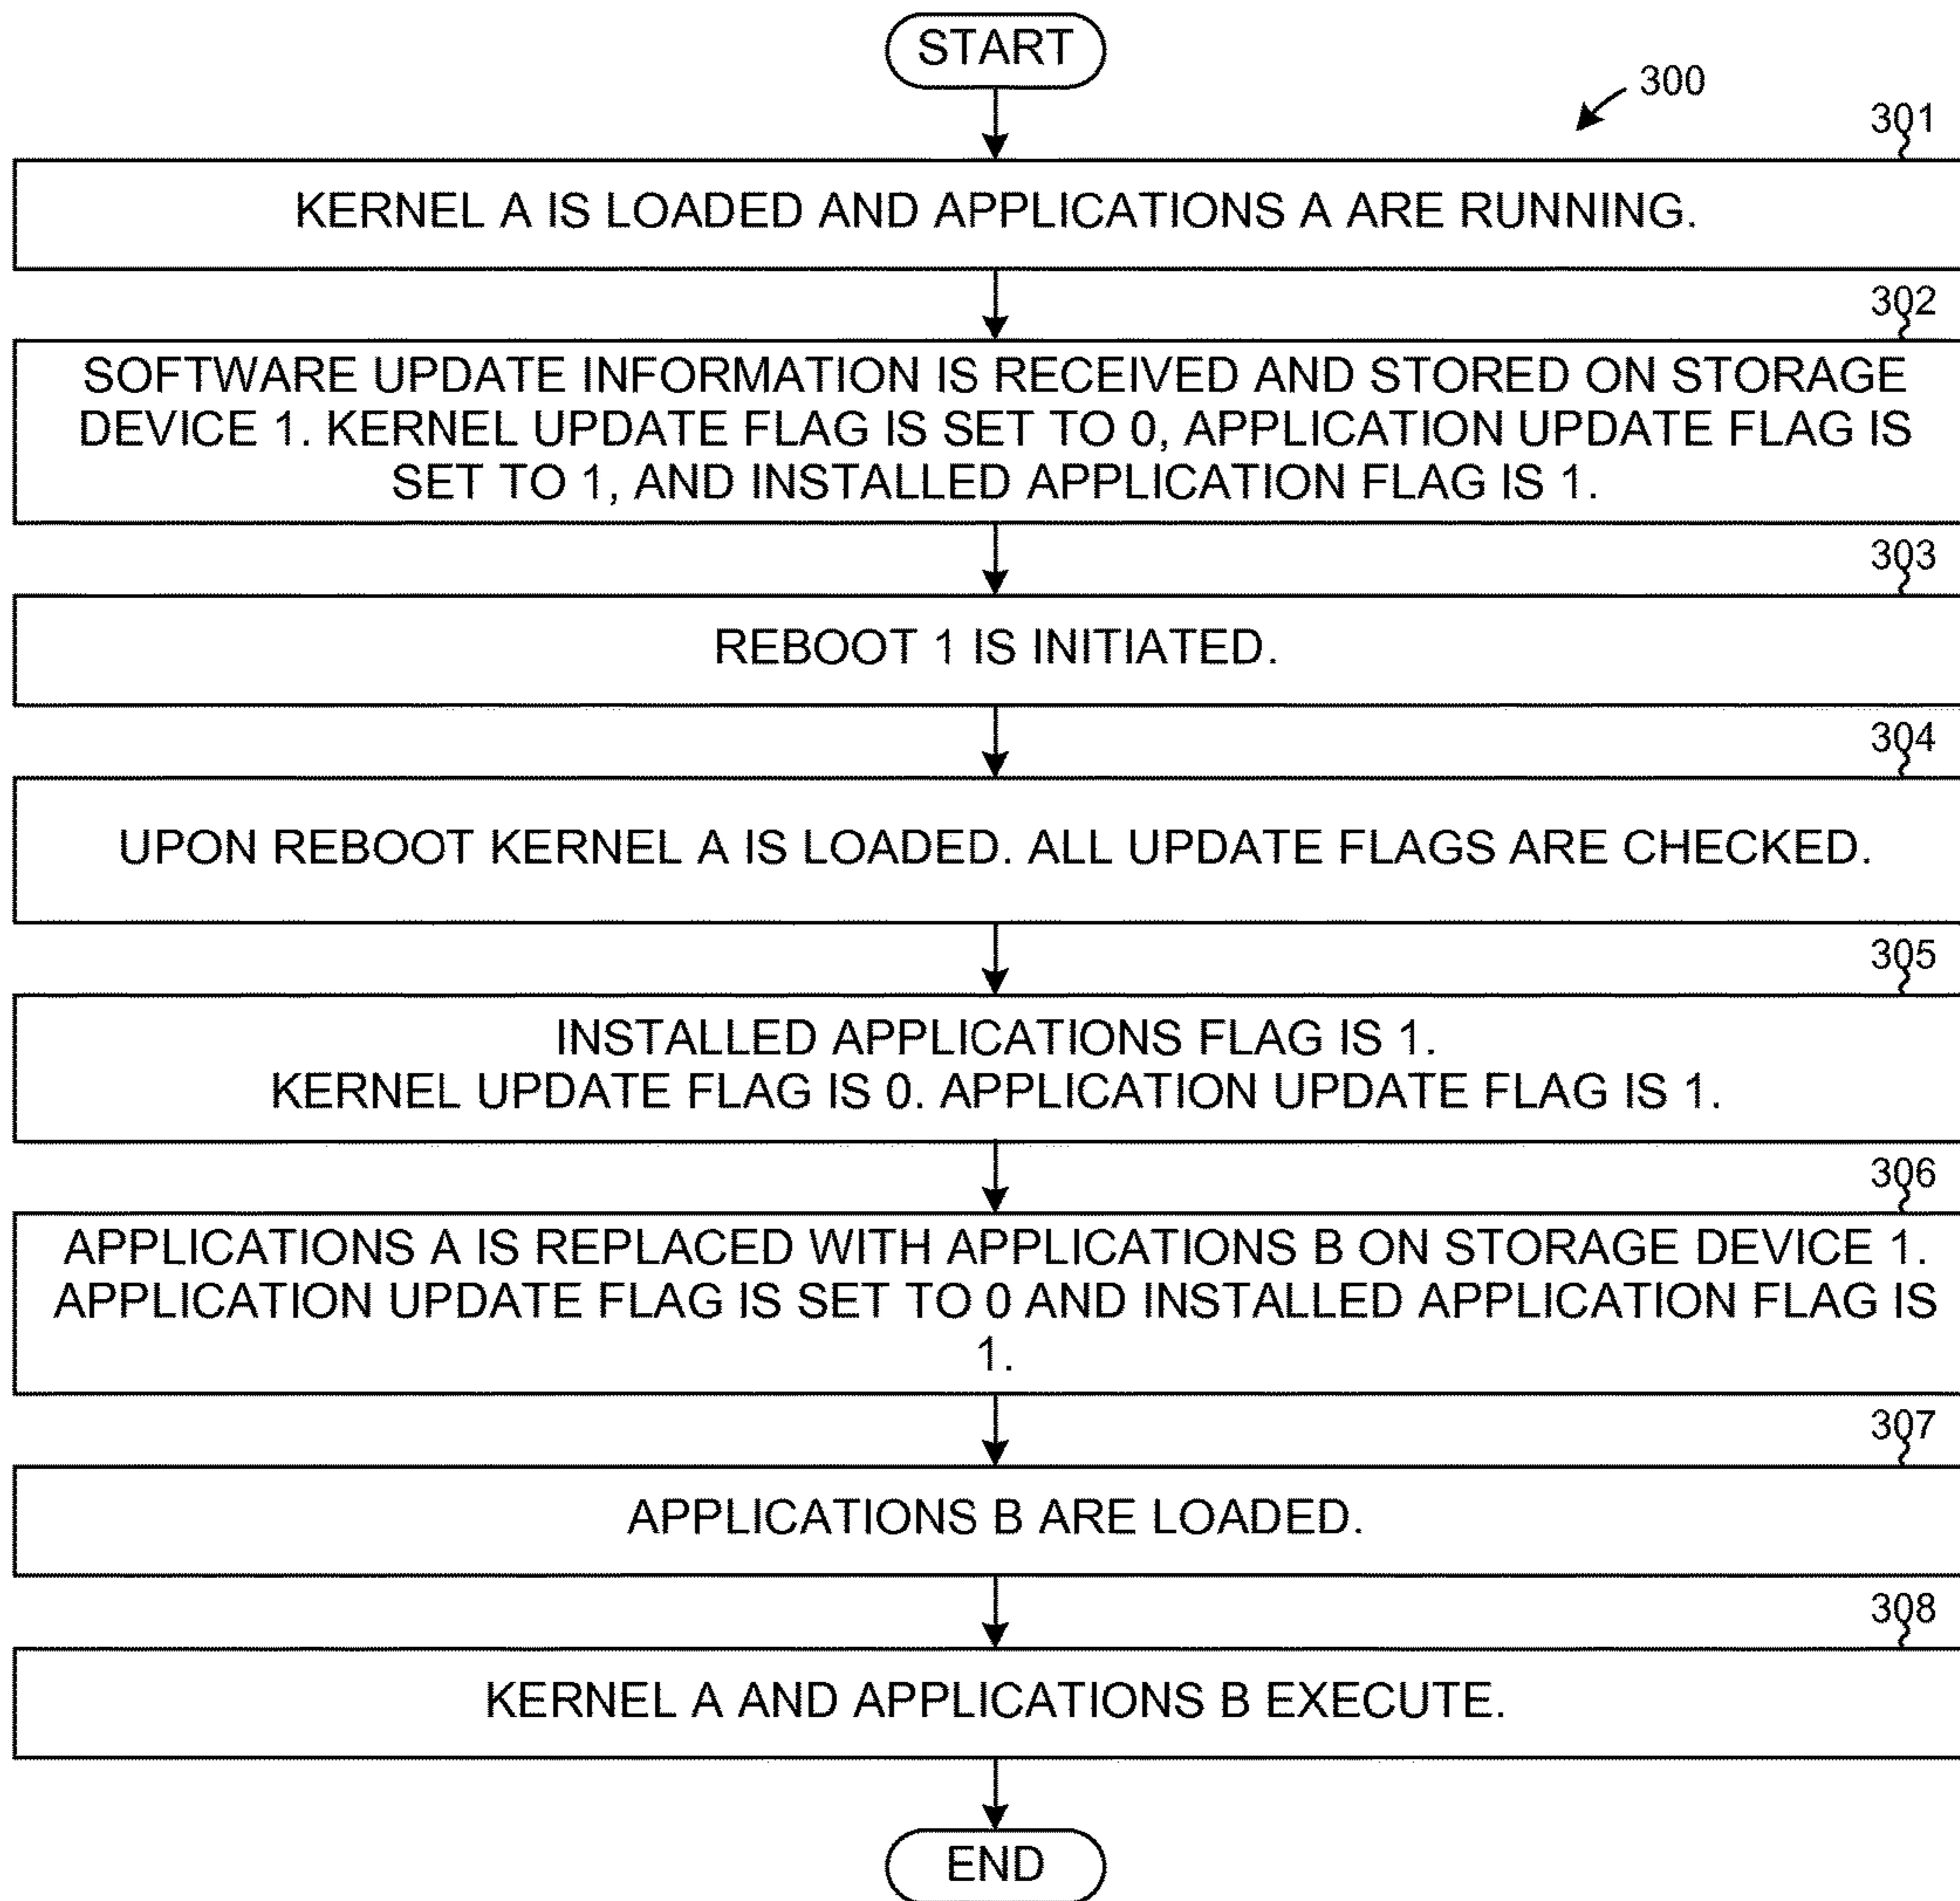 START
300
301
KERNEL A IS LOADED AND APPLICATIONS A ARE RUNNING.
302
SOFTWARE UPDATE INFORMATION IS RECEIVED AND STORED ON STORAGE
DEVICE 1. KERNEL UPDATE FLAG IS SET TO 0, APPLICATION UPDATE FLAG IS
SET TO 1, AND INSTALLED APPLICATION FLAG IS 1.
303
REBOOT 1 IS INITIATED.
304
UPON REBOOT KERNEL A IS LOADED. ALL UPDATE FLAGS ARE CHECKED.
305
INSTALLED APPLICATIONS FLAG IS 1.
KERNEL UPDATE FLAG IS 0. APPLICATION UPDATE FLAG IS 1.
306
APPLICATIONS A IS REPLACED WITH APPLICATIONS B ON STORAGE DEVICE 1.
APPLICATION UPDATE FLAG IS SET TO 0 AND INSTALLED APPLICATION FLAG IS
1.
307
APPLICATIONS B ARE LOADED.
308
KERNEL A AND APPLICATIONS B EXECUTE.
END